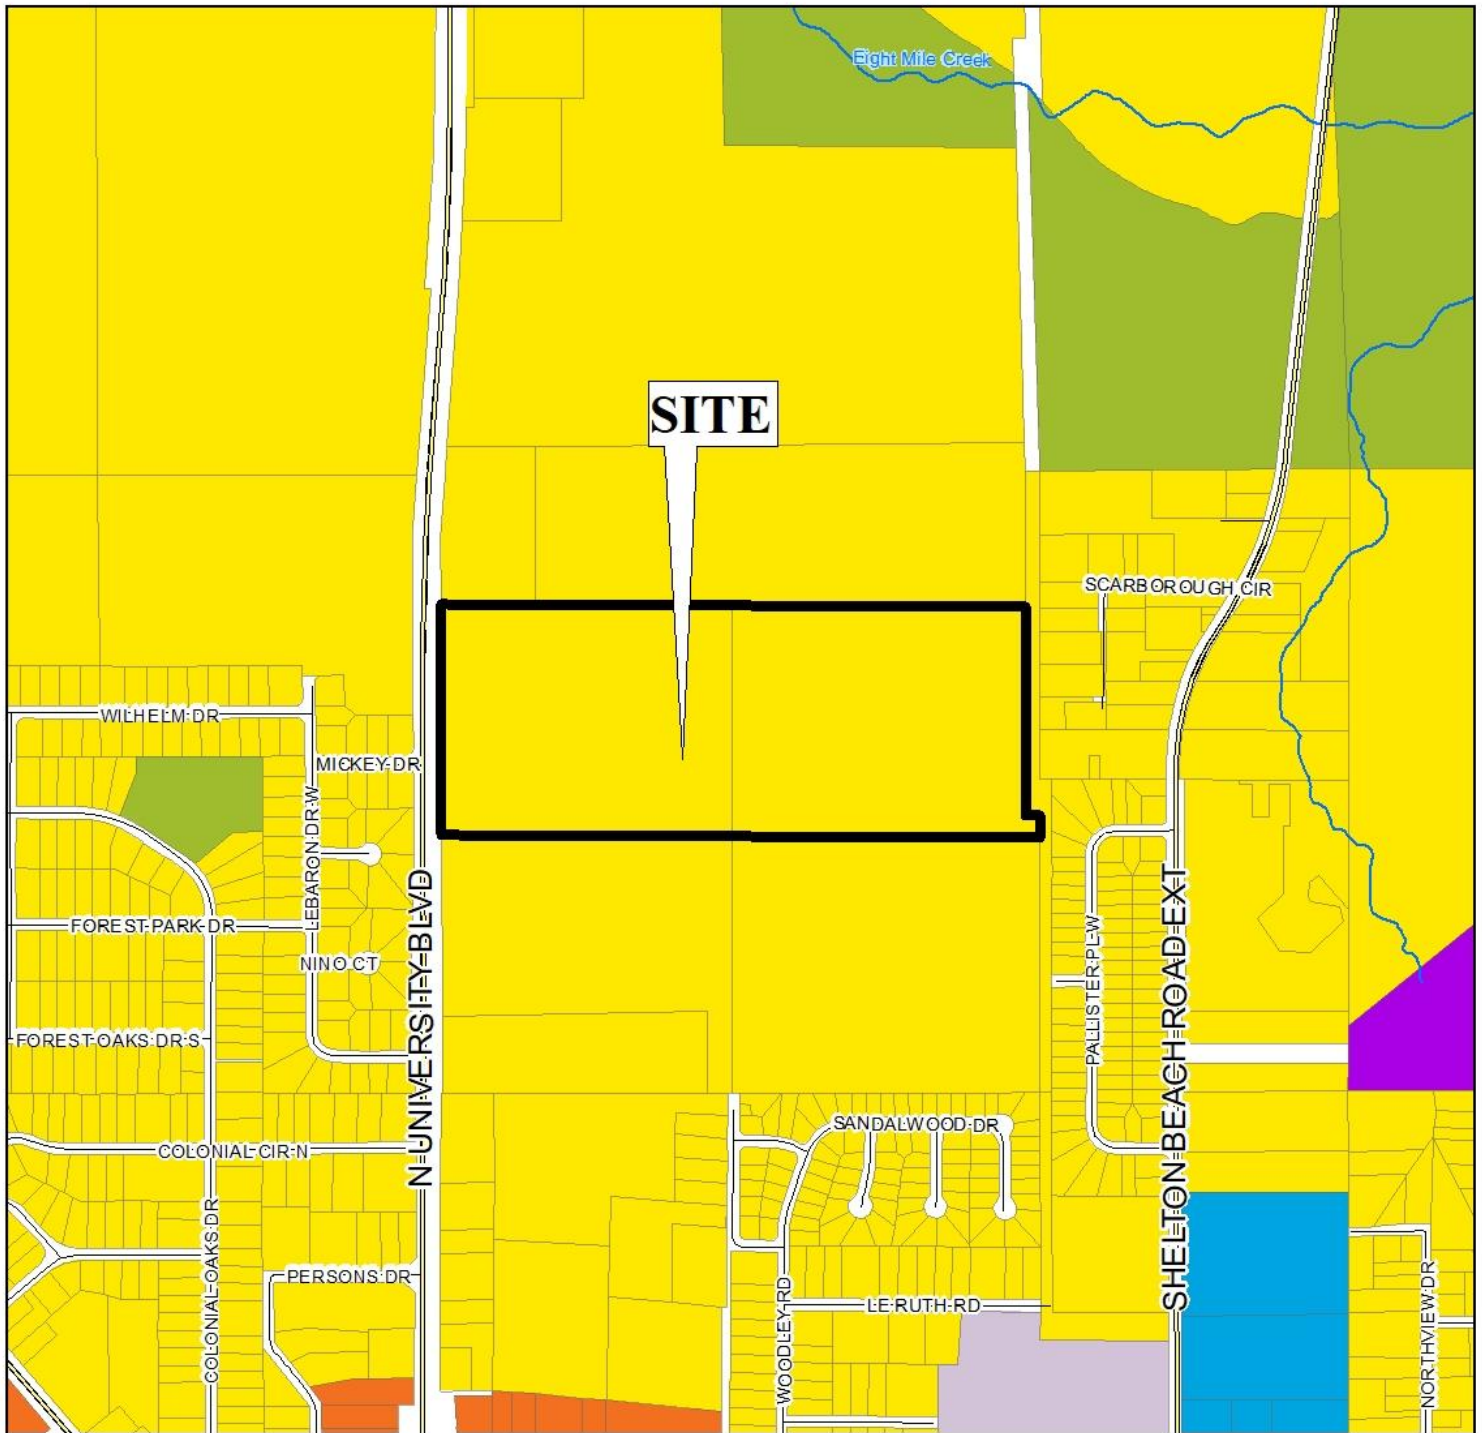 Eight Mile Creek
SITE
SCARBOROUGH CIR
WILHELM DR
MICKEY DR
LEBARON DR W
FOREST PARK DR
NINO CT
N UNIVERSITY BLVD
PALLISTER PL W
SHELTON BEACH ROAD EXT
FOREST OAKS DR S
SANDALWOOD DR
COLONIAL CIR N
COLONIAL OAKS DR
PERSONS DR
WOODLEY RD
LE RUTH RD
NORTHVIEW DR